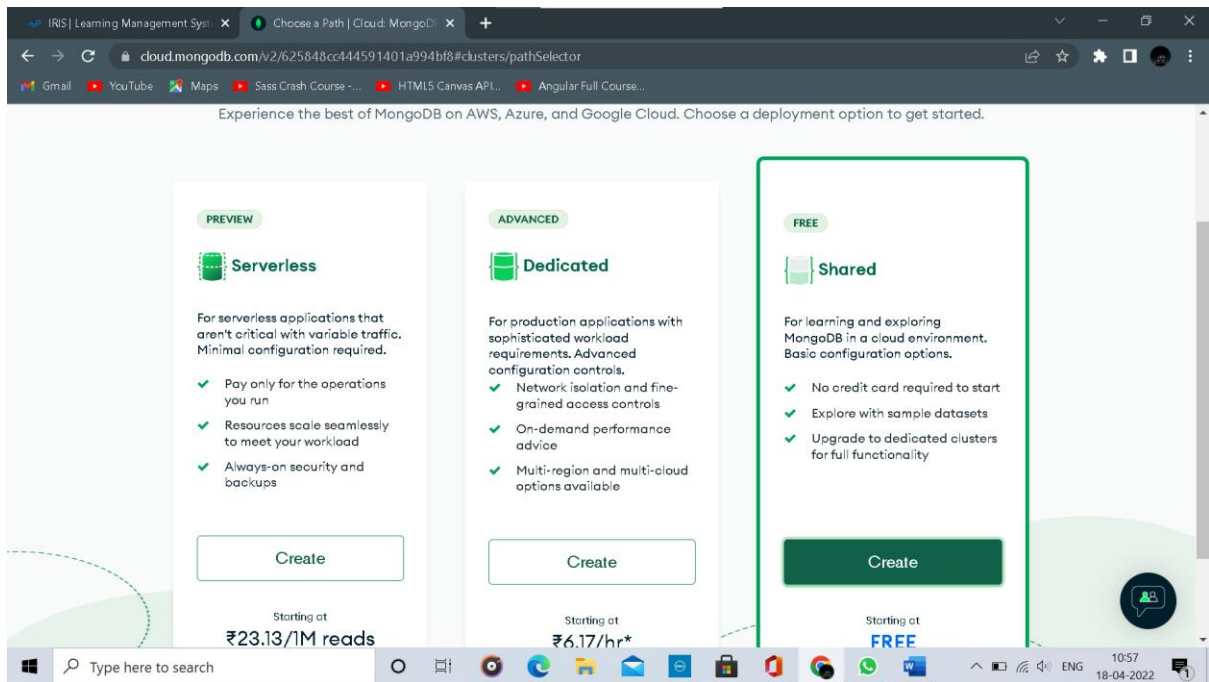 IRIS | Learning Management Syst
Choose a Path | Cloud: MongoDB
cloud.mongodb.com/v2/625848cc444591401a994bf8#clusters/pathSelector
Gmail YouTube Maps Sass Crash Course -... HTML5 Canvas API... Angular Full Course...
Experience the best of MongoDB on AWS, Azure, and Google Cloud. Choose a deployment option to get started.
PREVIEW
Serverless
For serverless applications that
aren't critical with variable traffic.
Minimal configuration required.
Pay only for the operations
you run
Resources scale seamlessly
to meet your workload
Always-on security and
backups
Create
Starting at
₹23.13/1M reads
ADVANCED
Dedicated
For production applications with
sophisticated workload
requirements. Advanced
configuration controls.
Network isolation and fine-
grained access controls
On-demand performance
advice
Multi-region and multi-cloud
options available
Create
Starting at
₹6.17/hr*
FREE
Shared
For learning and exploring
MongoDB in a cloud environment.
Basic configuration options.
No credit card required to start
Explore with sample datasets
Upgrade to dedicated clusters
for full functionality
Create
Starting at
FREE
Type here to search
ENG
10:57
18-04-2022
1